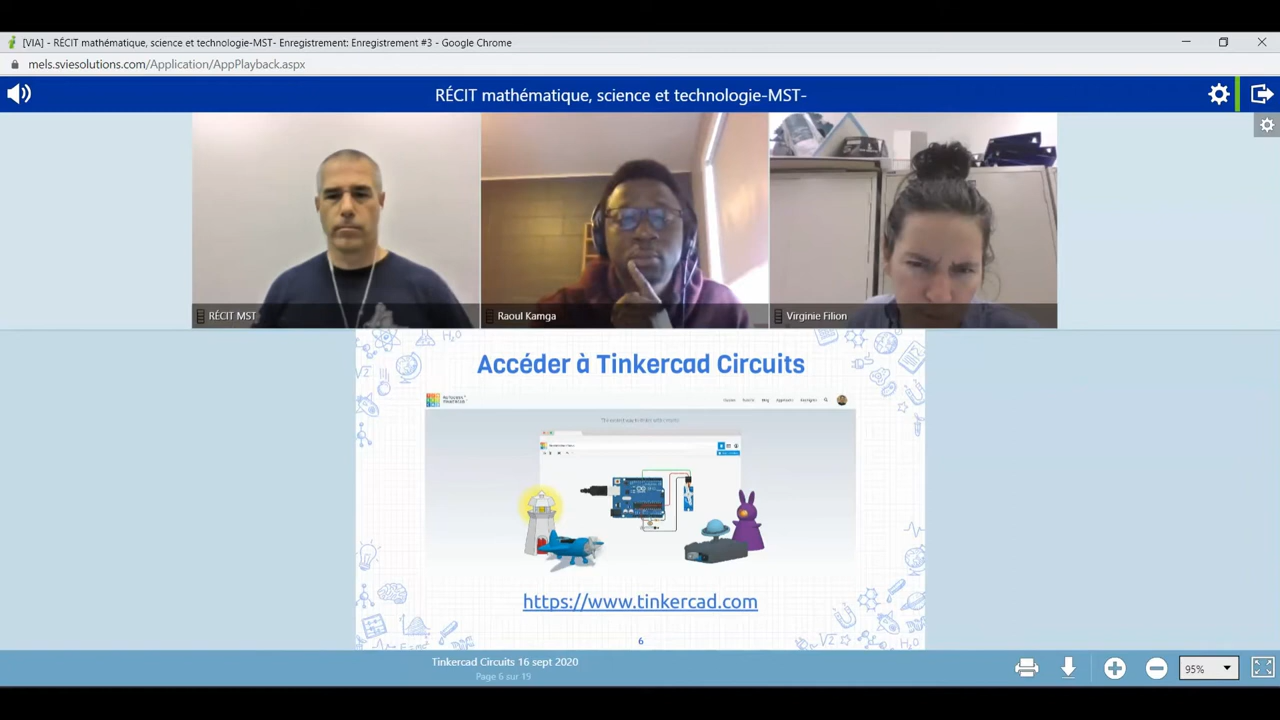 [VIA] - RÉCIT mathématique, science et technologie-MST- Enregistrement: Enregistrement #3 - Google Chrome
mels.sviesolutions.com/Application/AppPlayback.aspx
RÉCIT mathématique, science et technologie-MST-
RÉCIT MST
Raoul Kamga
Virginie Filion
Accéder à Tinkercad Circuits
https://www.tinkercad.com
6
Tinkercad Circuits 16 sept 2020
Page 6 sur 19
95%